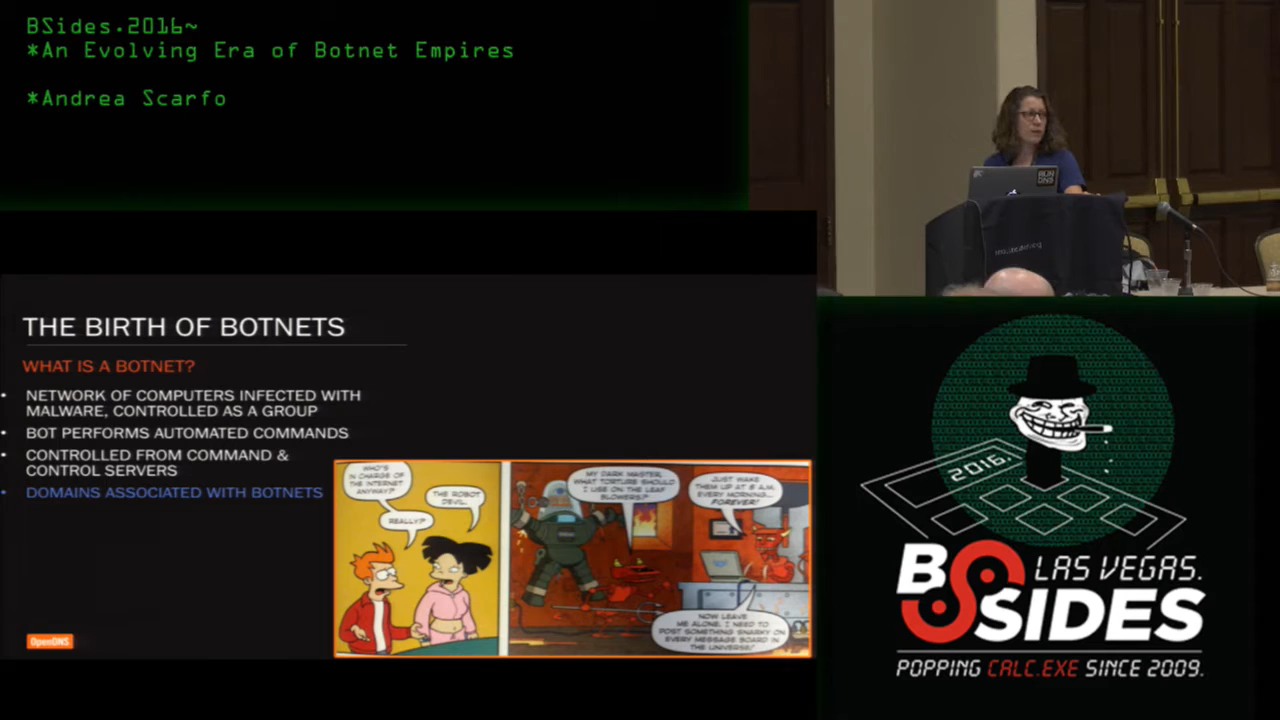 BSides.2016~
*An Evolving Era of Botnet Empires
*Andrea Scarfo
THE BIRTH OF BOTNETS
WHAT IS A BOTNET?
• NETWORK OF COMPUTERS INFECTED WITH
MALWARE, CONTROLLED AS A GROUP
• BOT PERFORMS AUTOMATED COMMANDS
• CONTROLLED FROM COMMAND &
CONTROL SERVERS
• DOMAINS ASSOCIATED WITH BOTNETS
WHO'S
IN CHARGE OF
THE INTERNET
ANYWAY?
THE ROBOT
DEVIL.
REALLY?
MY DARK MASTER,
WHAT TORTURE SHOULD
I USE ON THE LEAF
BLOWERS?
JUST WAKE
THEM UP AT 8 A.M.
EVERY MORNING...
FOREVER!
NOW LEAVE
ME ALONE. I NEED TO
POST SOMETHING SNARKY ON
EVERY MESSAGE BOARD IN
THE UNIVERSE!
OpenDNS
2016.
BSIDES
LAS VEGAS.
POPPING CALC.EXE SINCE 2009.